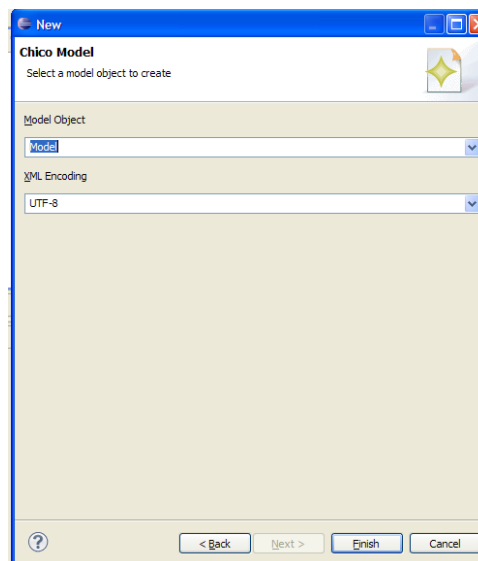 New
Chico Model
Select a model object to create
Model Object
Model
XML Encoding
UTF-8
? < Back Next > Finish Cancel